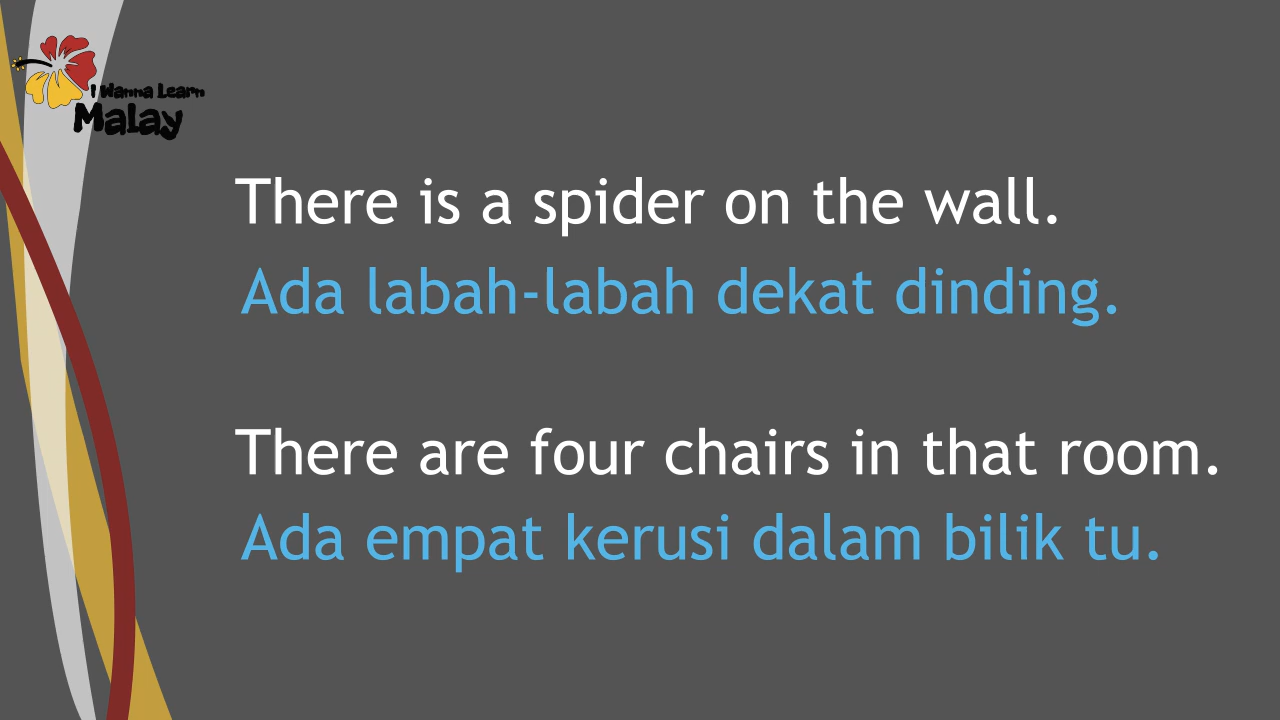 I Wanna Learn
Malay
There is a spider on the wall.
Ada labah-labah dekat dinding.
There are four chairs in that room.
Ada empat kerusi dalam bilik tu.